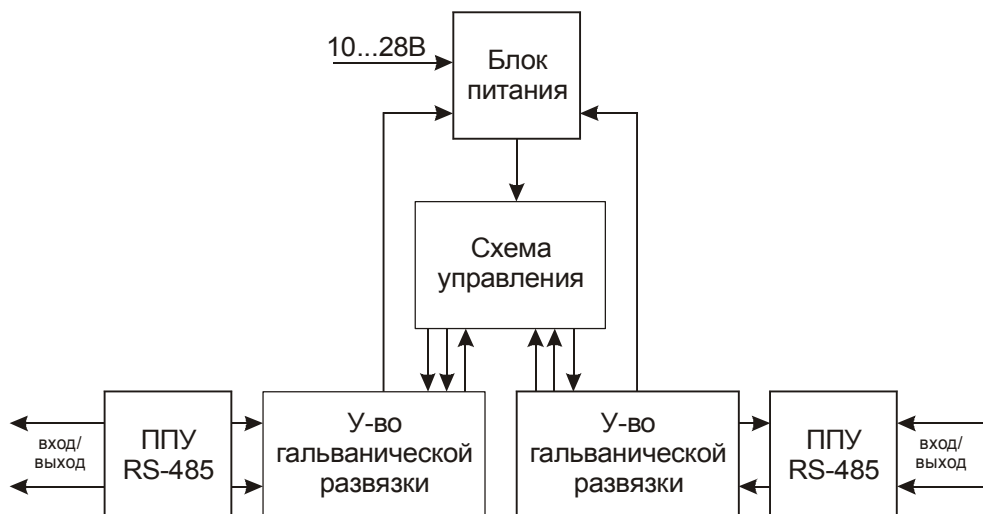 10...28В
Блок
питания
Схема
управления
вход/
выход
ППУ
RS-485
У-во
гальванической
развязки
У-во
гальванической
развязки
ППУ
RS-485
вход/
выход